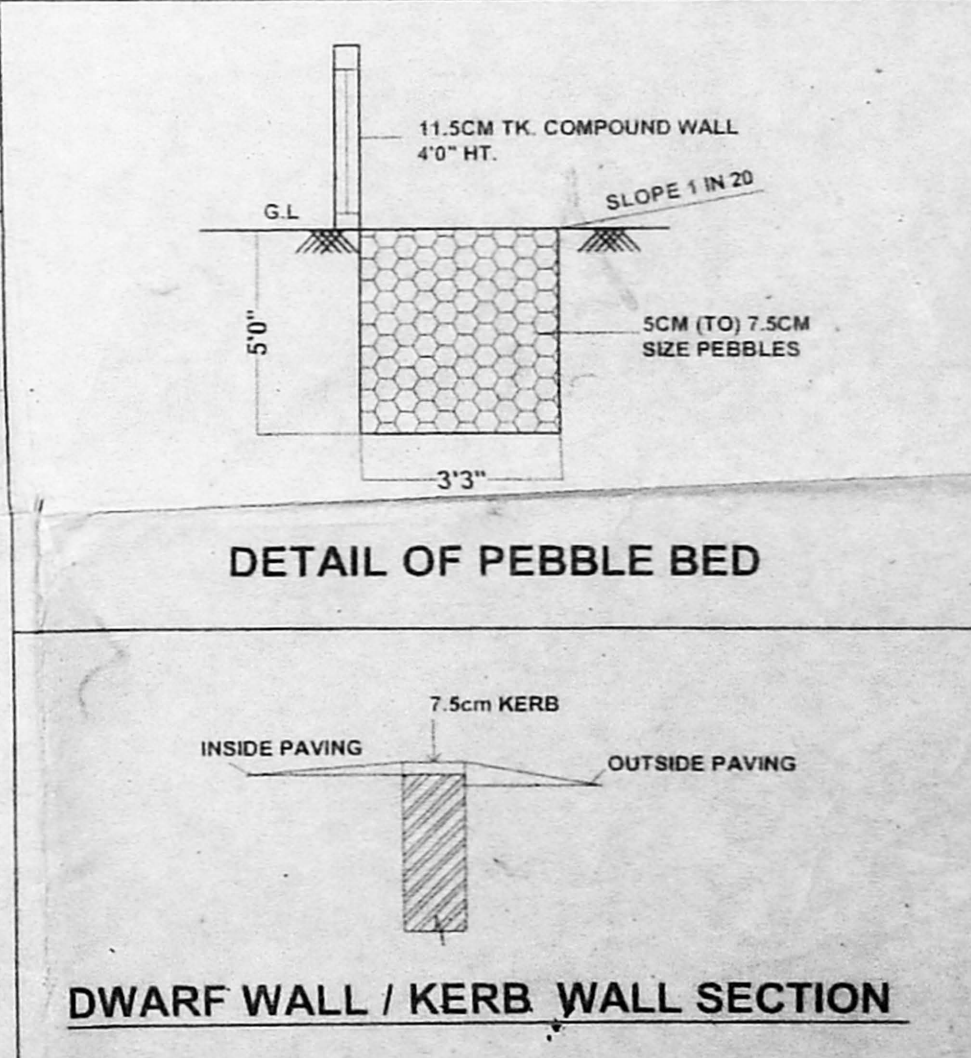 11.5CM TK. COMPOUND WALL
4'0" HT.
SLOPE 1 IN 20
G.L
5'0"
5CM (TO) 7.5CM
SIZE PEBBLES
3'3"
DETAIL OF PEBBLE BED
7.5cm KERB
INSIDE PAVING
OUTSIDE PAVING
DWARF WALL / KERB WALL SECTION